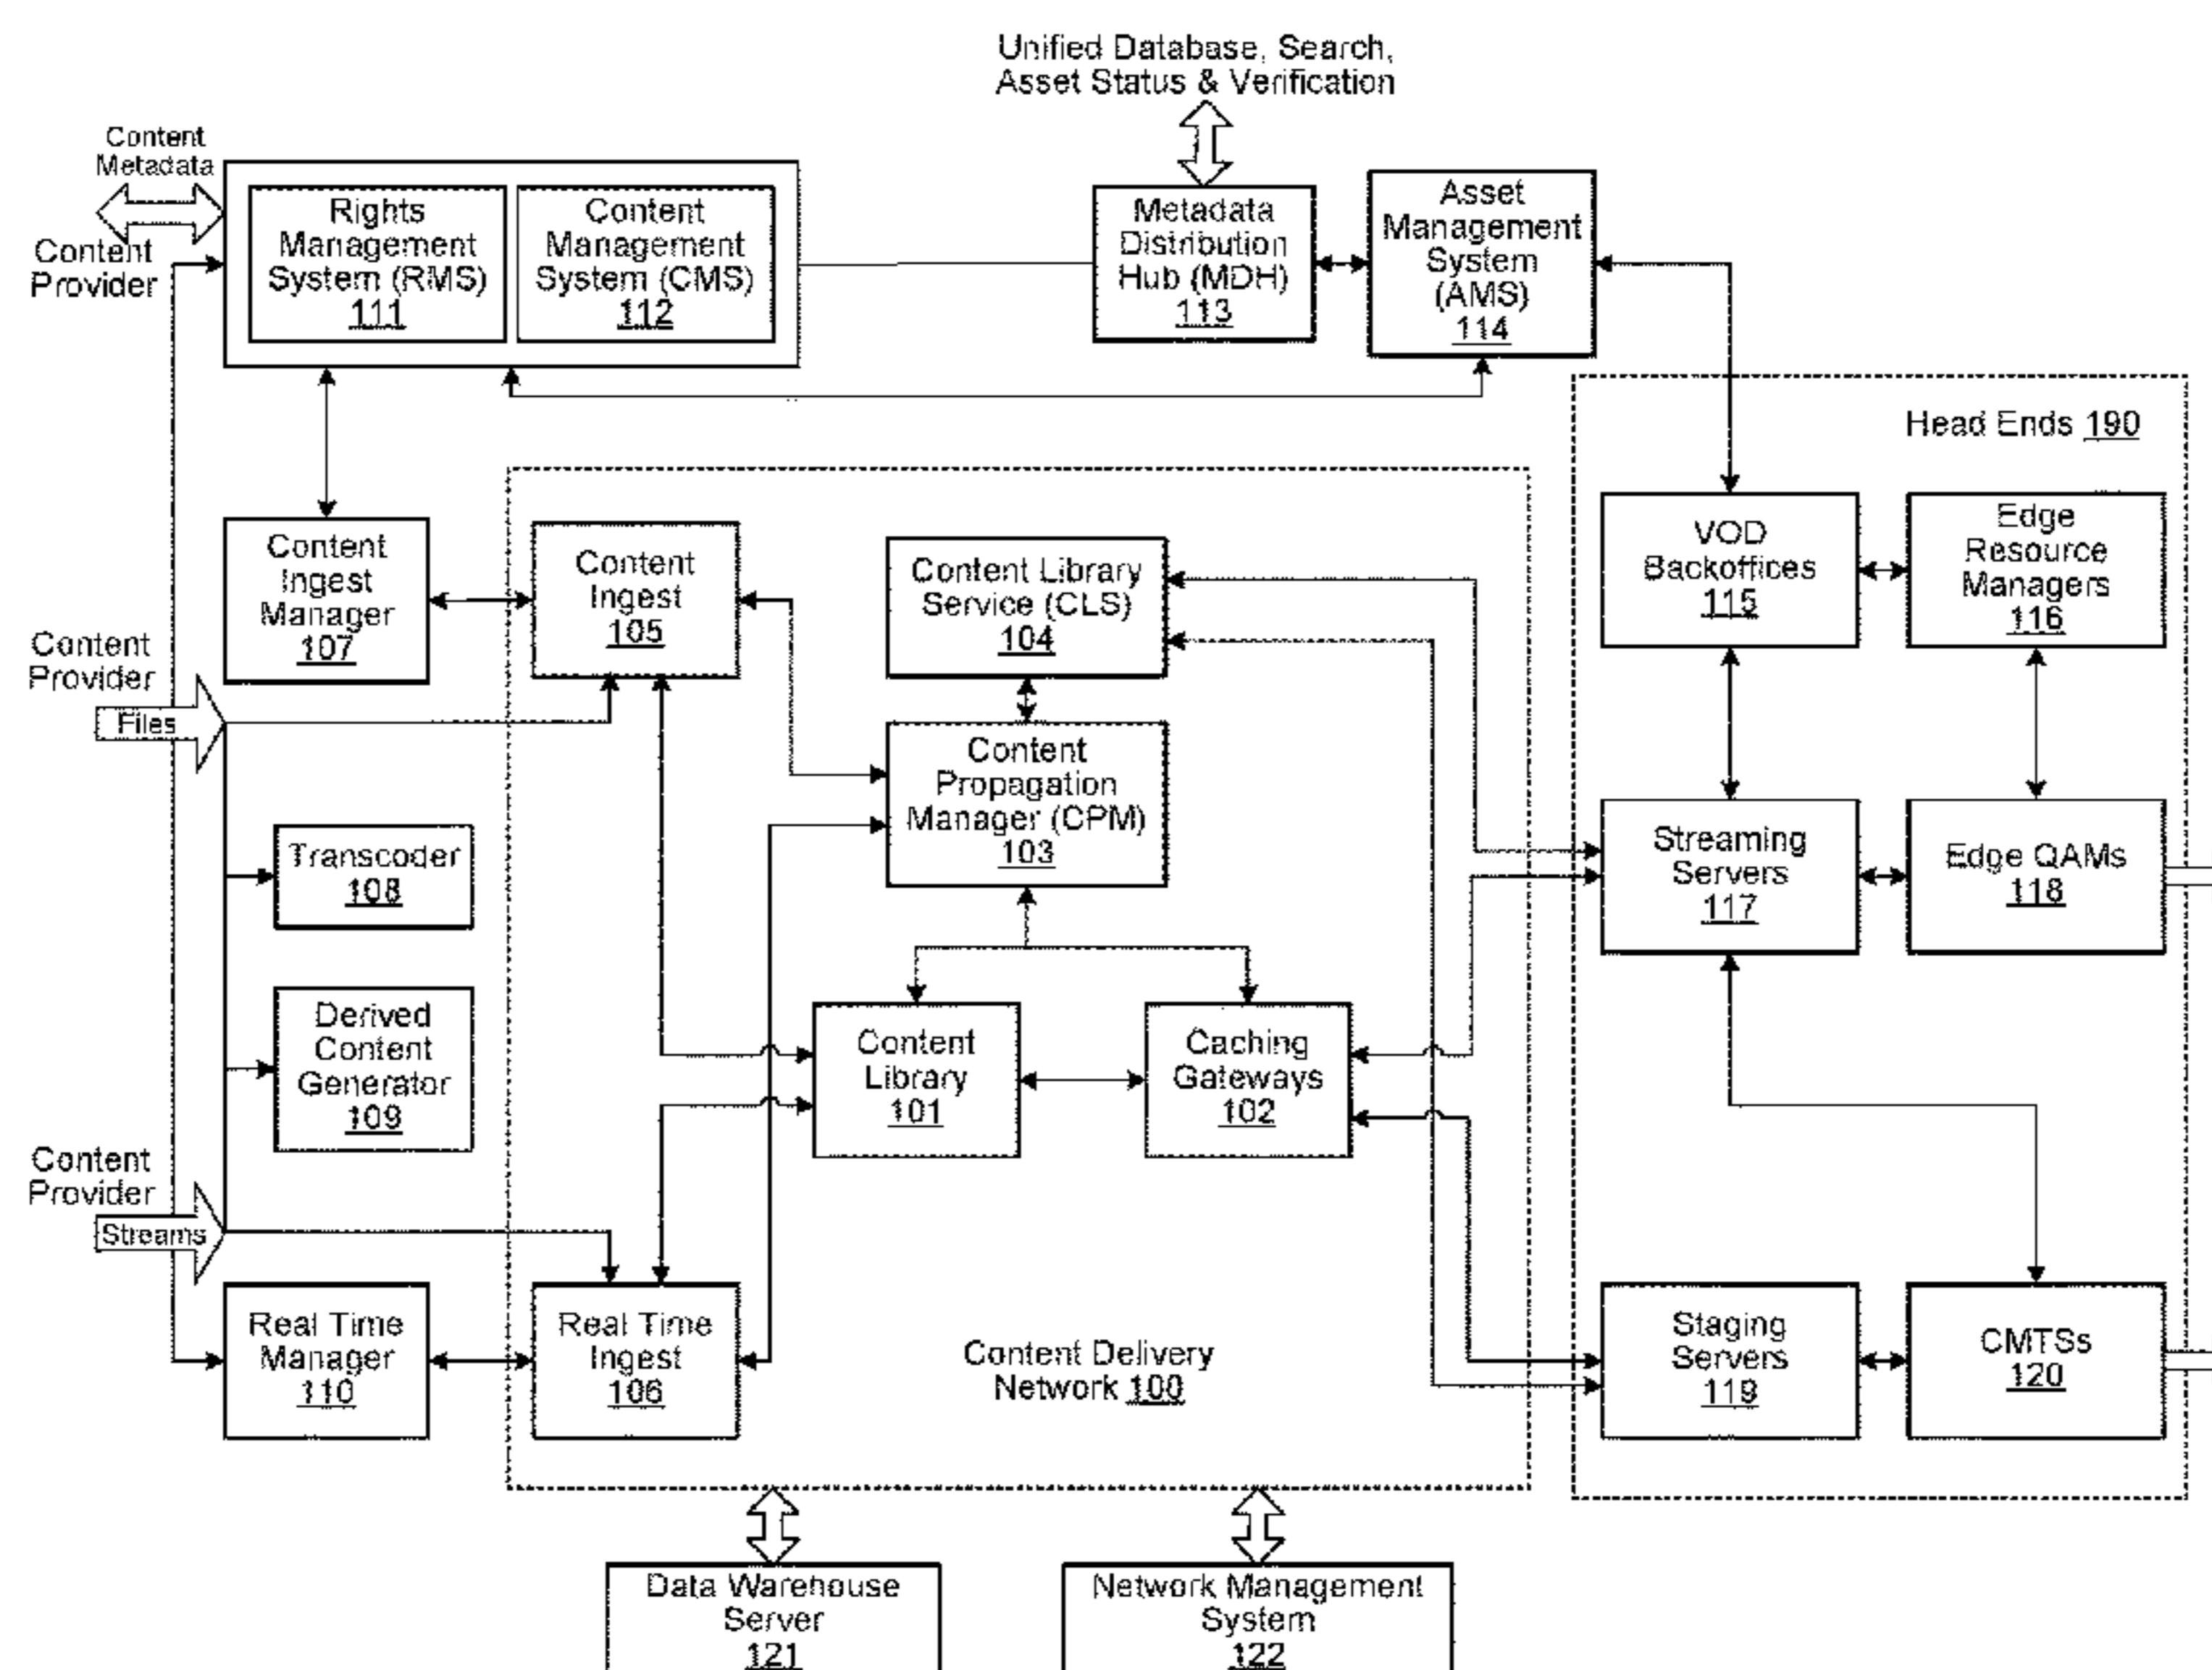 Unified Database, Search,
Asset Status & Verification
Content
Metadata
Content
Provider
Rights
Management
System (RMS)
111
Content
Management
System (CMS)
112
Metadata
Distribution
Hub (MDH)
113
Asset
Management
System
(AMS)
114
Head Ends 190
Content
Ingest
Manager
107
Content
Ingest
105
Content Library
Service (CLS)
104
VOD
Backoffices
115
Edge
Resource
Managers
116
Content
Provider
Files
Content
Propagation
Manager (CPM)
103
Transcoder
108
Streaming
Servers
117
Edge QAMs
118
Derived
Content
Generator
109
Content
Library
101
Caching
Gateways
102
Content
Provider
Streams
Real Time
Manager
110
Real Time
Ingest
106
Content Delivery
Network 100
Staging
Servers
119
CMTSs
120
Data Warehouse
Server
121
Network Management
System
122